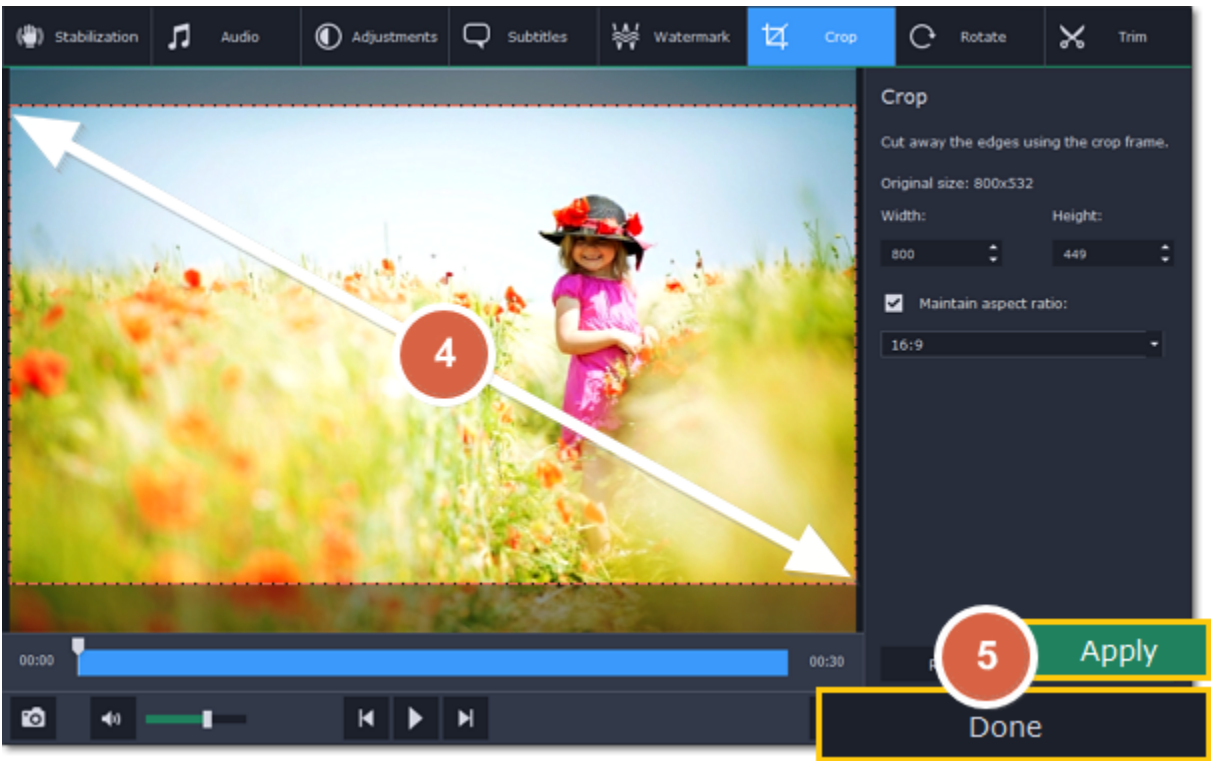 Stabilization Audio Adjustments Subtitles Watermark Crop Rotate Trim
Crop
Cut away the edges using the crop frame.
Original size: 800x532
Width: Height:
800 449
Maintain aspect ratio:
16:9
4
00:00 00:30
5 Apply
Done